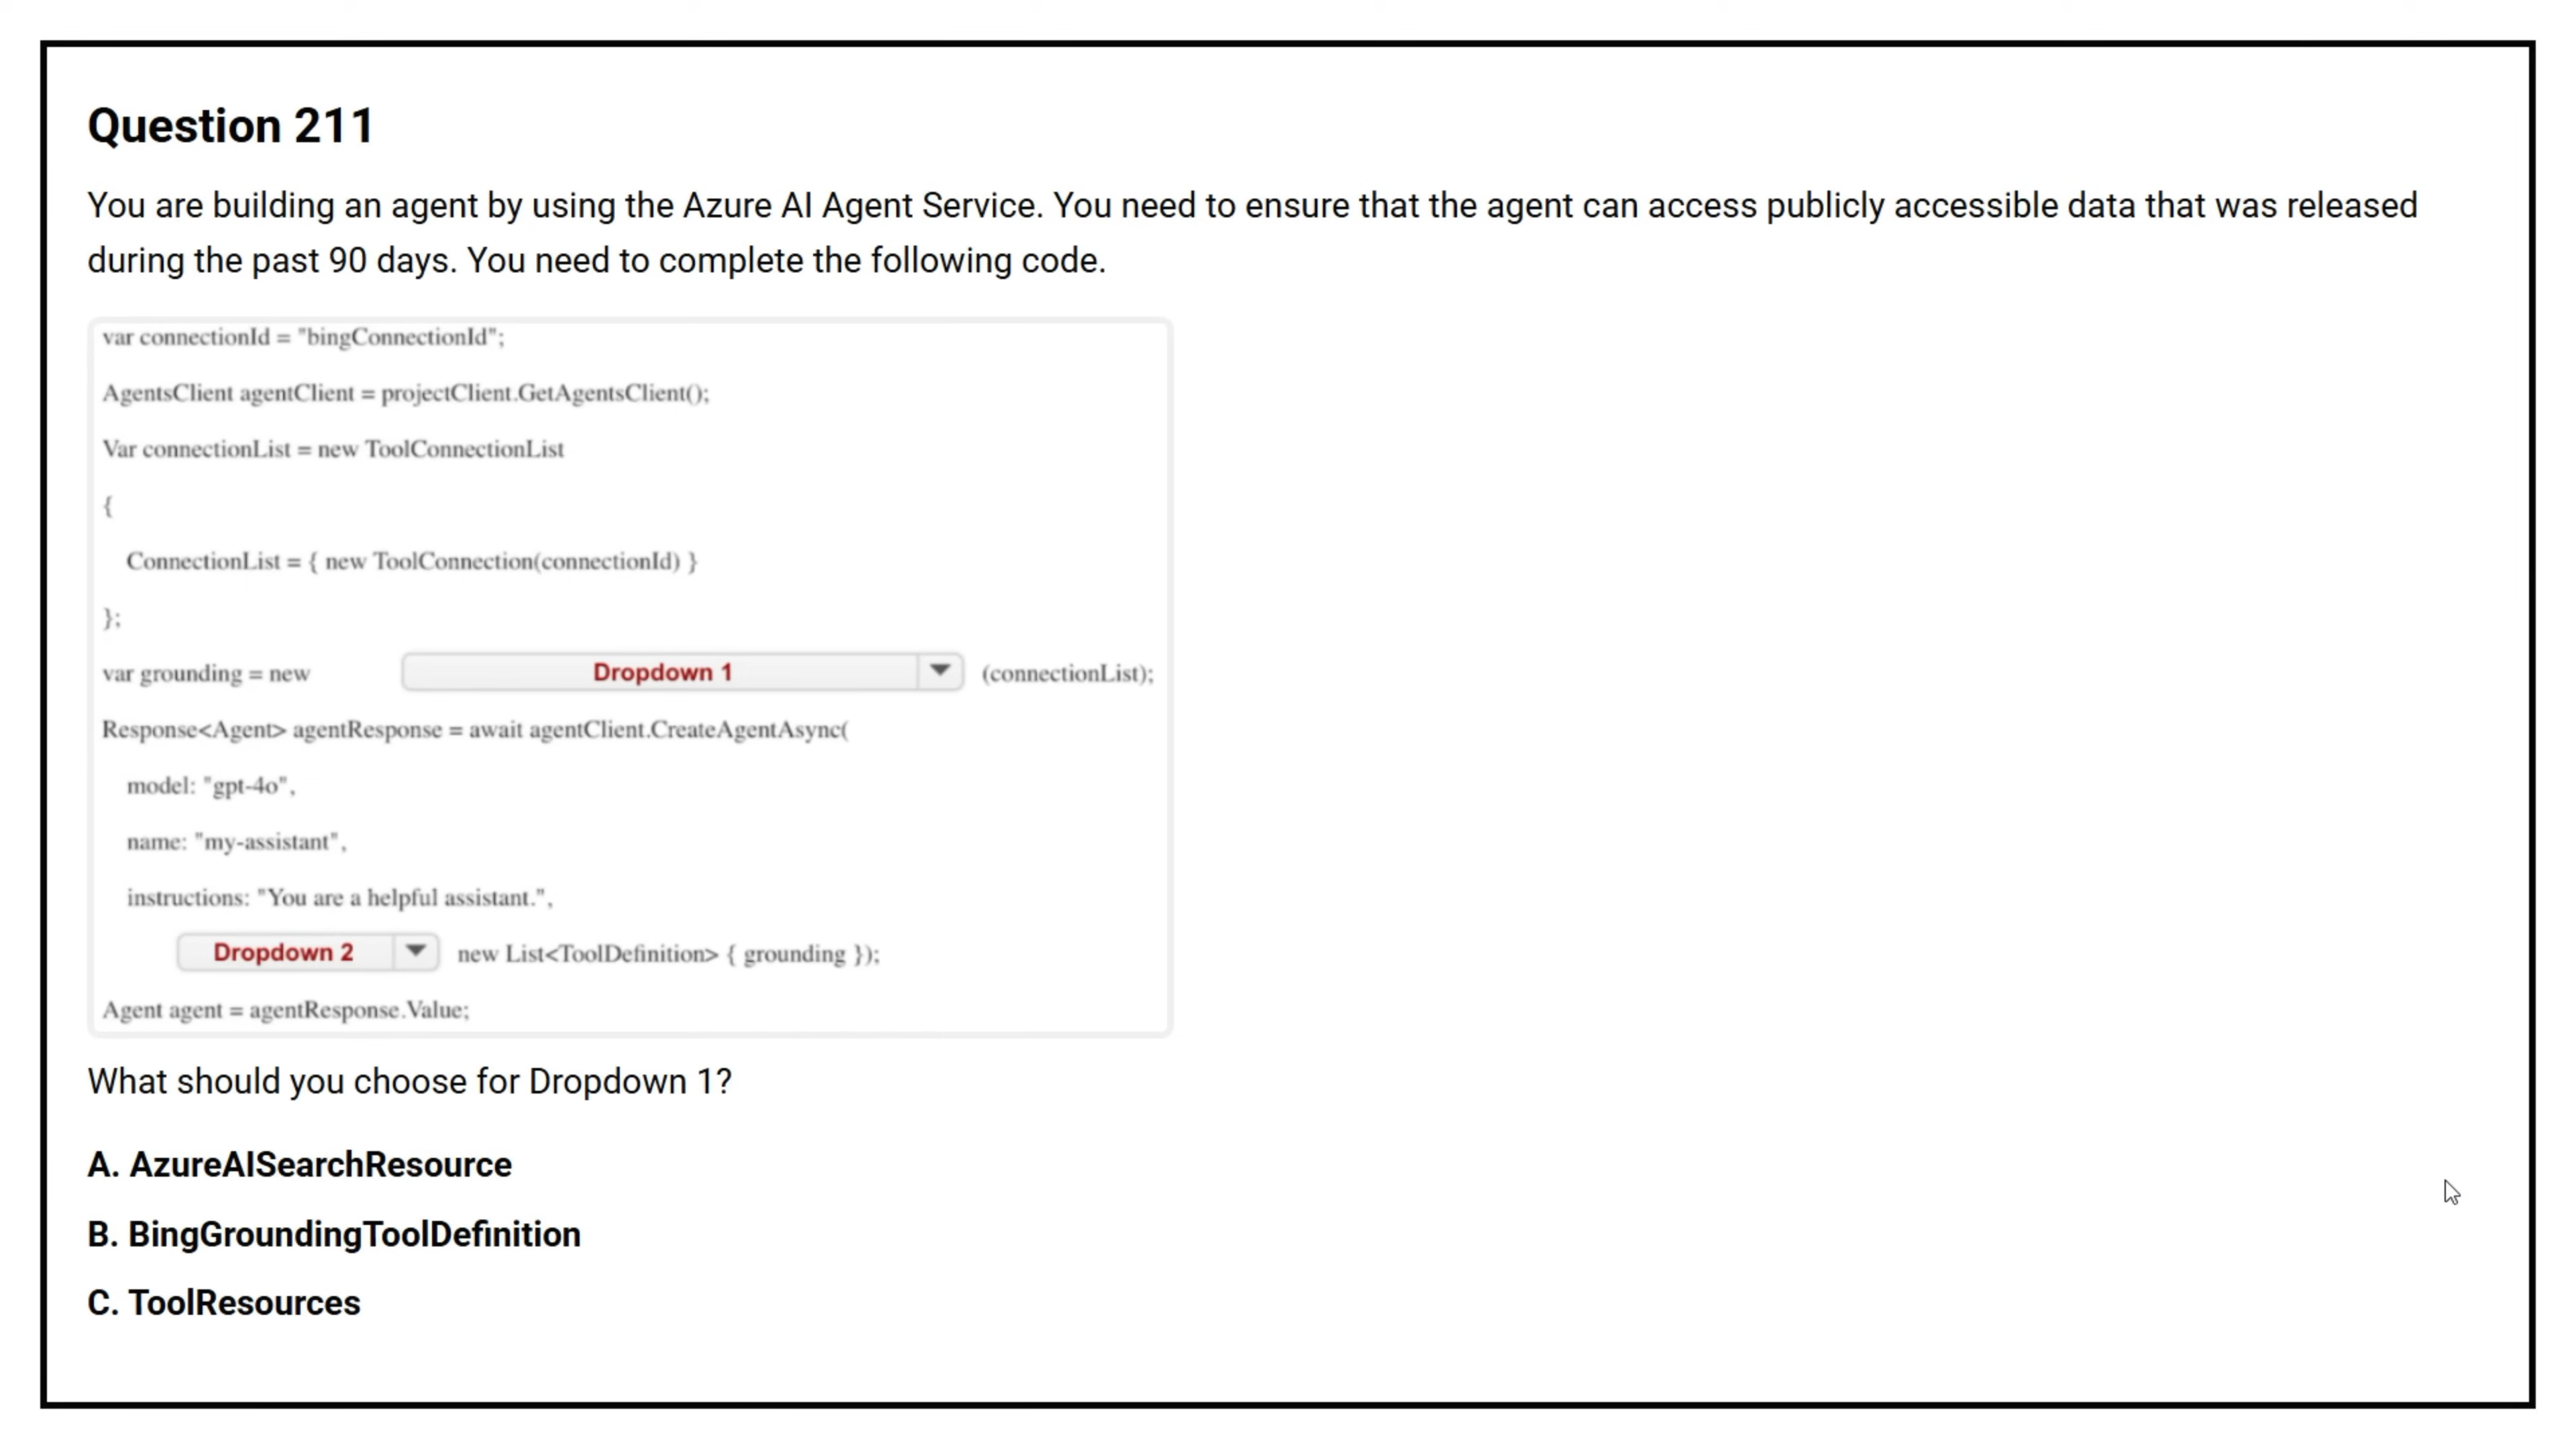 Question 211
You are building an agent by using the Azure AI Agent Service. You need to ensure that the agent can access publicly accessible data that was released
during the past 90 days. You need to complete the following code.
var connectionId = "bingConnectionId";
AgentsClient agentClient = projectClient.GetAgentsClient();
Var connectionList = new ToolConnectionList
{
ConnectionList = { new ToolConnection(connectionId) }
};
var grounding = new Dropdown 1 (connectionList);
Response<Agent> agentResponse = await agentClient.CreateAgentAsync(
model: "gpt-4o",
name: "my-assistant",
instructions: "You are a helpful assistant.",
Dropdown 2 new List<ToolDefinition> { grounding });
Agent agent = agentResponse.Value;
What should you choose for Dropdown 1?
A. AzureAISearchResource
B. BingGroundingToolDefinition
C. ToolResources